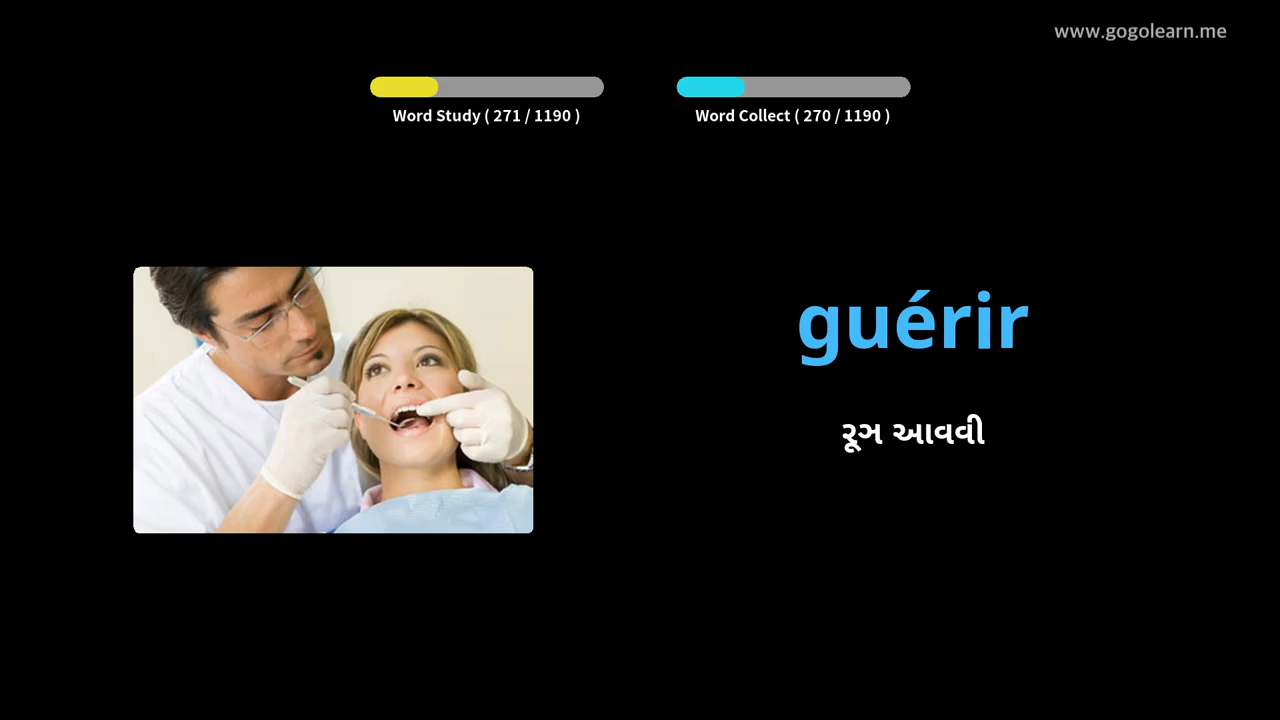 www.gogolearn.me
Word Study ( 271 / 1190 )
Word Collect ( 270 / 1190 )
guérir
રૂઝ આવવી